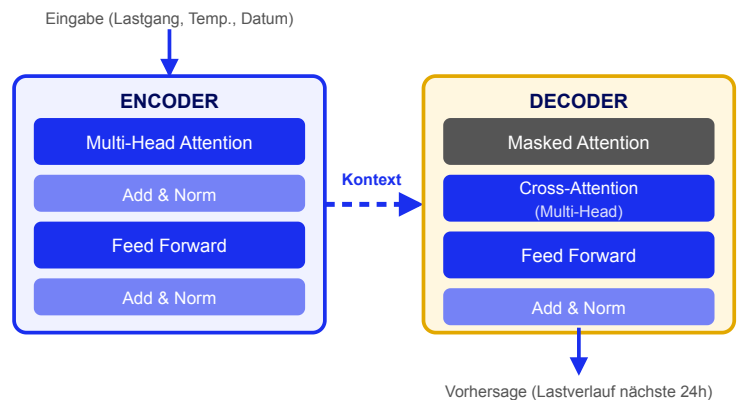 Eingabe (Lastgang, Temp., Datum)
ENCODER
Multi-Head Attention
Add & Norm
Feed Forward
Add & Norm
Kontext
DECODER
Masked Attention
Cross-Attention
(Multi-Head)
Feed Forward
Add & Norm
Vorhersage (Lastverlauf nächste 24h)